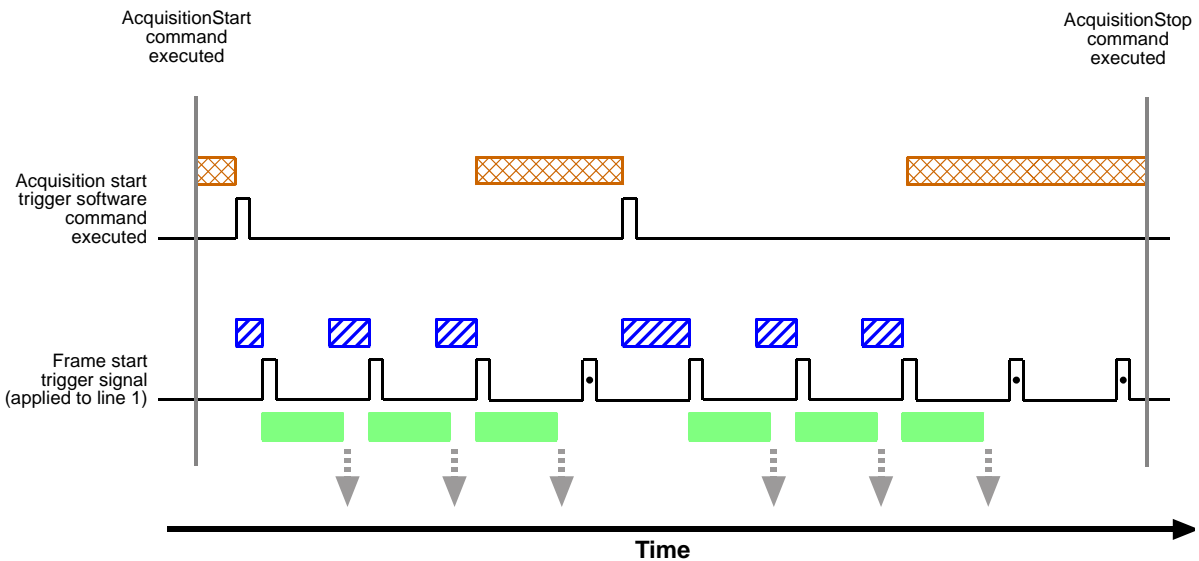 AcquisitionStart
command
executed
AcquisitionStop
command
executed
Acquisition start
trigger software
command
executed
Frame start
trigger signal
(applied to line 1)
Time